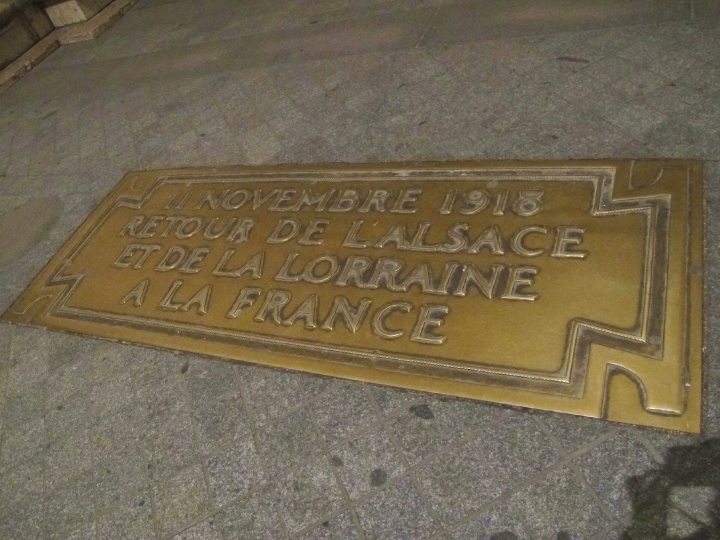 11 NOVEMBRE 1918
RETOUR DE L'ALSACE
ET DE LA LORRAINE
A LA FRANCE